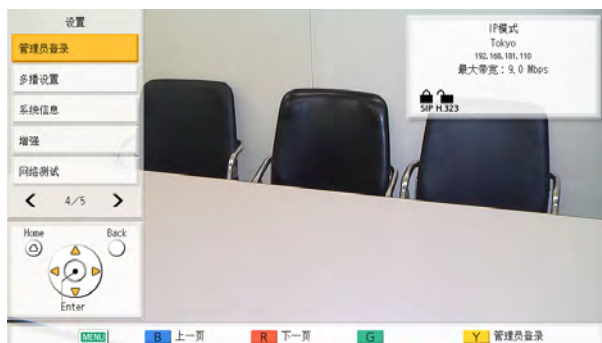 设置
管理员登录
多播设置
系统信息
增强
网络测试
4/5
Home
Back
Enter
IP模式
Tokyo
192.168.181.110
最大带宽：9.0 Mbps
SIP H.323
MENU
B 上一页
R 下一页
G
Y 管理员登录